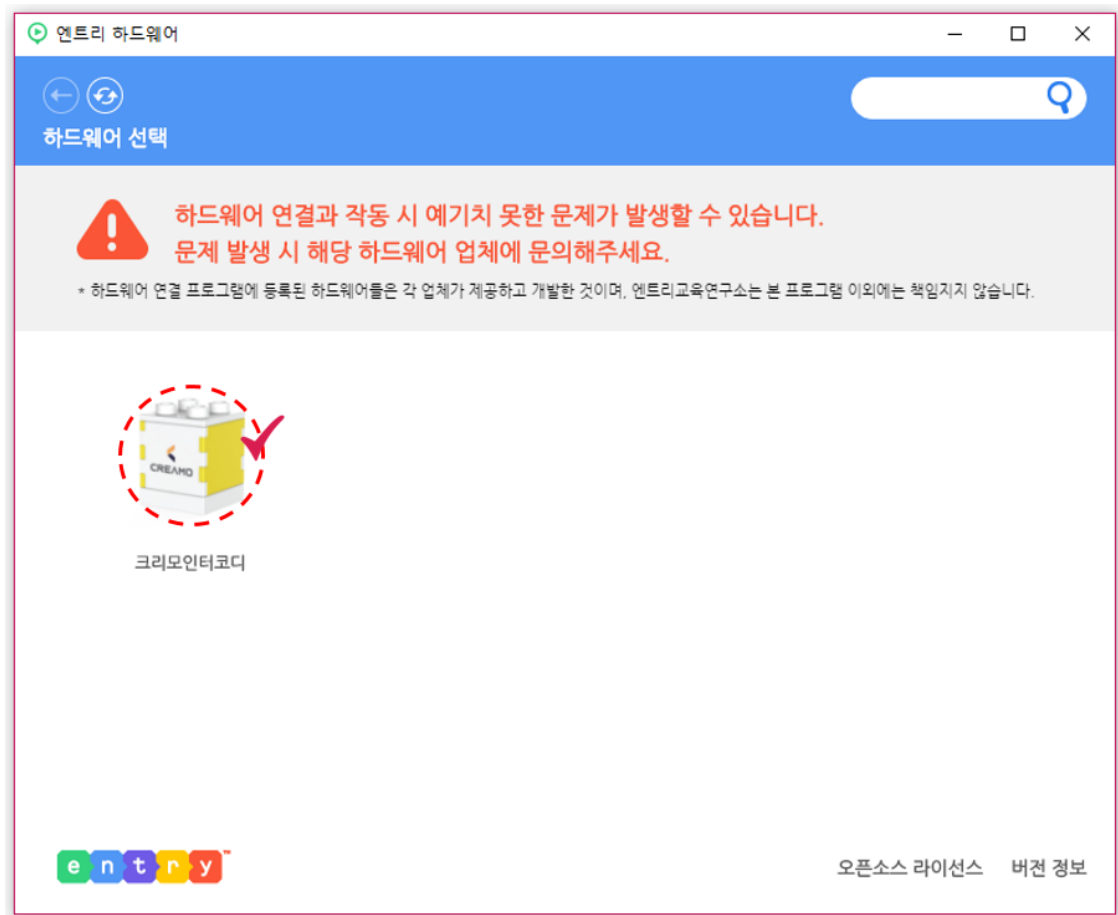 엔트리 하드웨어
하드웨어 선택
하드웨어 연결과 작동 시 예기치 못한 문제가 발생할 수 있습니다.
문제 발생 시 해당 하드웨어 업체에 문의해주세요.
* 하드웨어 연결 프로그램에 등록된 하드웨어들은 각 업체가 제공하고 개발한 것이며, 엔트리교육연구소는 본 프로그램 이외에는 책임지지 않습니다.
CREAMO
크리모인터코디
entry™
오픈소스 라이선스 버전 정보